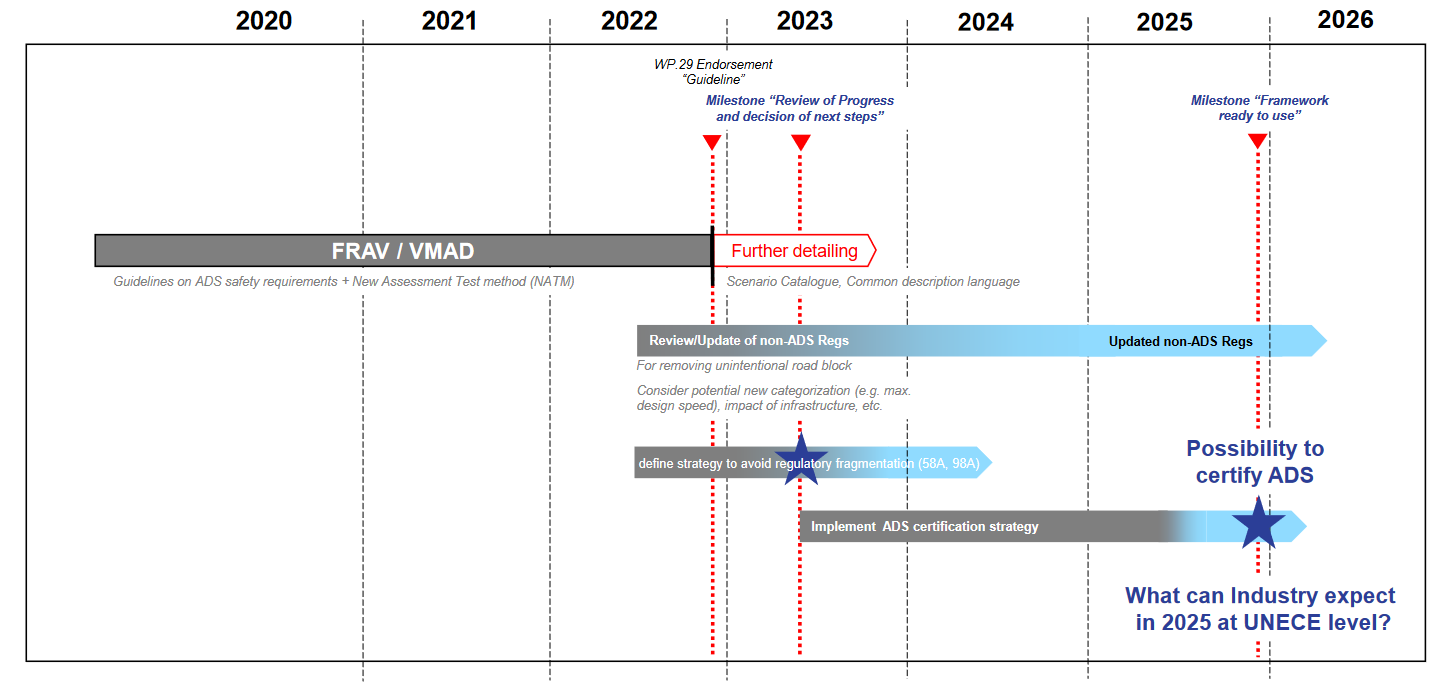 2020 2021 2022 2023 2024 2025 2026
WP.29 Endorsement
“Guideline”
Milestone “Review of Progress
and decision of next steps”
Milestone “Framework
ready to use”
FRAV / VMAD
Further detailing
Guidelines on ADS safety requirements + New Assessment Test method (NATM)
Scenario Catalogue, Common description language
Review/Update of non-ADS Regs
Updated non-ADS Regs
For removing unintentional road block
Consider potential new categorization (e.g. max.
design speed), impact of infrastructure, etc.
define strategy to avoid regulatory fragmentation (58A, 98A)
Possibility to
certify ADS
Implement ADS certification strategy
What can Industry expect
in 2025 at UNECE level?